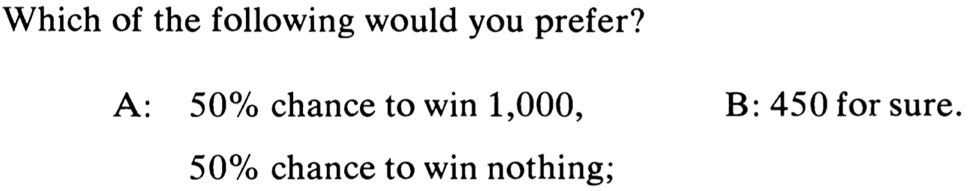 Which of the following would you prefer?
A: 50% chance to win 1,000, B: 450 for sure.
50% chance to win nothing;